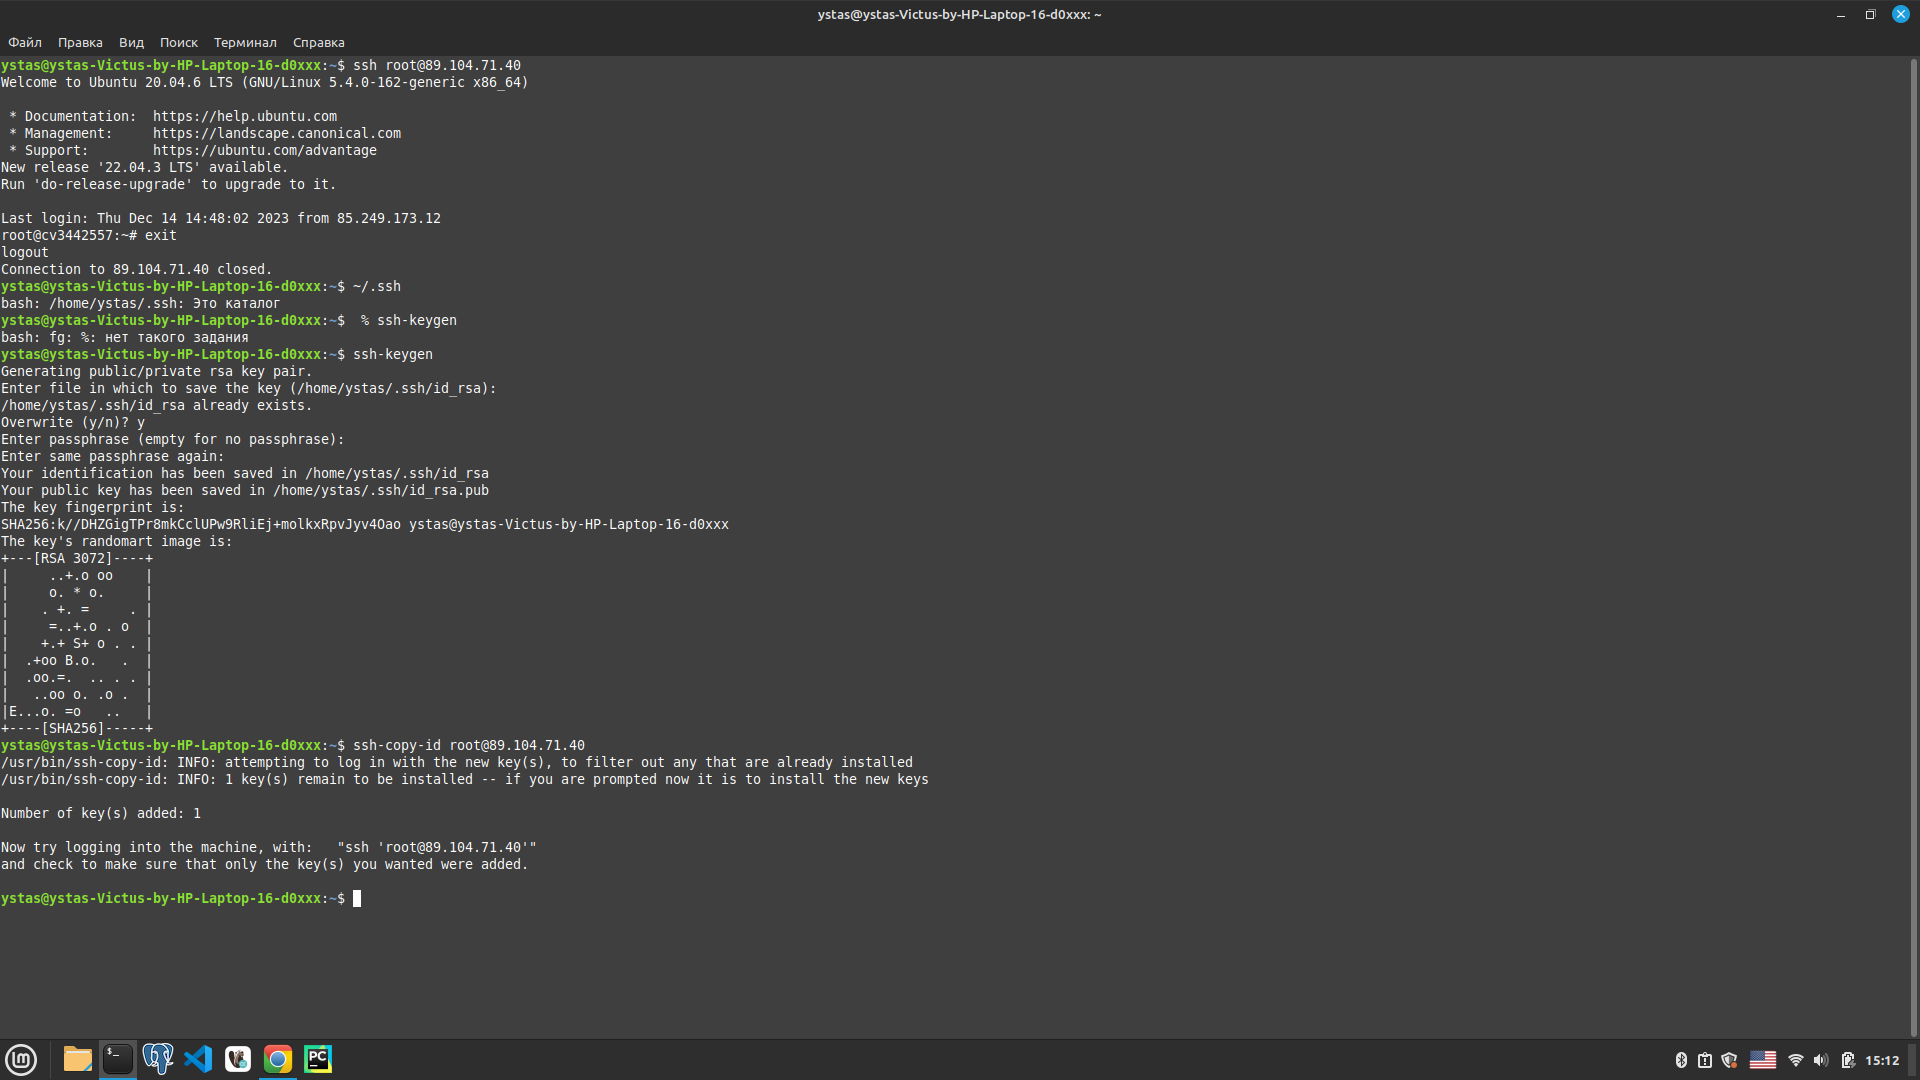 ystas@ystas-Victus-by-HP-Laptop-16-d0xxx: ~
Файл Правка Вид Поиск Терминал Справка
ystas@ystas-Victus-by-HP-Laptop-16-d0xxx:~$ ssh root@89.104.71.40
Welcome to Ubuntu 20.04.6 LTS (GNU/Linux 5.4.0-162-generic x86_64)

 * Documentation:  https://help.ubuntu.com
 * Management:     https://landscape.canonical.com
 * Support:        https://ubuntu.com/advantage
New release '22.04.3 LTS' available.
Run 'do-release-upgrade' to upgrade to it.

Last login: Thu Dec 14 14:48:02 2023 from 85.249.173.12
root@cv3442557:~# exit
logout
Connection to 89.104.71.40 closed.
ystas@ystas-Victus-by-HP-Laptop-16-d0xxx:~$ ~/.ssh
bash: /home/ystas/.ssh: Это каталог
ystas@ystas-Victus-by-HP-Laptop-16-d0xxx:~$  % ssh-keygen
bash: fg: %: нет такого задания
ystas@ystas-Victus-by-HP-Laptop-16-d0xxx:~$ ssh-keygen
Generating public/private rsa key pair.
Enter file in which to save the key (/home/ystas/.ssh/id_rsa):
/home/ystas/.ssh/id_rsa already exists.
Overwrite (y/n)? y
Enter passphrase (empty for no passphrase):
Enter same passphrase again:
Your identification has been saved in /home/ystas/.ssh/id_rsa
Your public key has been saved in /home/ystas/.ssh/id_rsa.pub
The key fingerprint is:
SHA256:k//DHZGigTPr8mkCclUPw9RliEj+molkxRpvJyv4Oao ystas@ystas-Victus-by-HP-Laptop-16-d0xxx
The key's randomart image is:
+---[RSA 3072]----+
|     ..+.o oo    |
|     o. * o.     |
|    . +. =     . |
|     =..+.o . o  |
|    +.+ S+ o . . |
|  .+oo B.o.   .  |
|  .oo.=.  .. . . |
|   ..oo o. .o .  |
|E...o. =o   ..   |
+----[SHA256]-----+
ystas@ystas-Victus-by-HP-Laptop-16-d0xxx:~$ ssh-copy-id root@89.104.71.40
/usr/bin/ssh-copy-id: INFO: attempting to log in with the new key(s), to filter out any that are already installed
/usr/bin/ssh-copy-id: INFO: 1 key(s) remain to be installed -- if you are prompted now it is to install the new keys

Number of key(s) added: 1

Now try logging into the machine, with:   "ssh 'root@89.104.71.40'"
and check to make sure that only the key(s) you wanted were added.

ystas@ystas-Victus-by-HP-Laptop-16-d0xxx:~$
PC
15:12